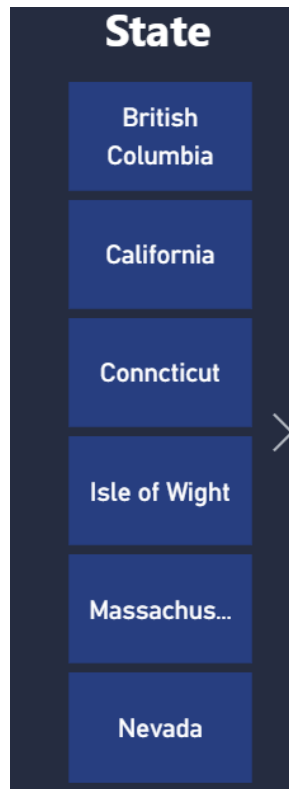 State
British
Columbia
California
Conncticut
Isle of Wight
Massachus...
Nevada